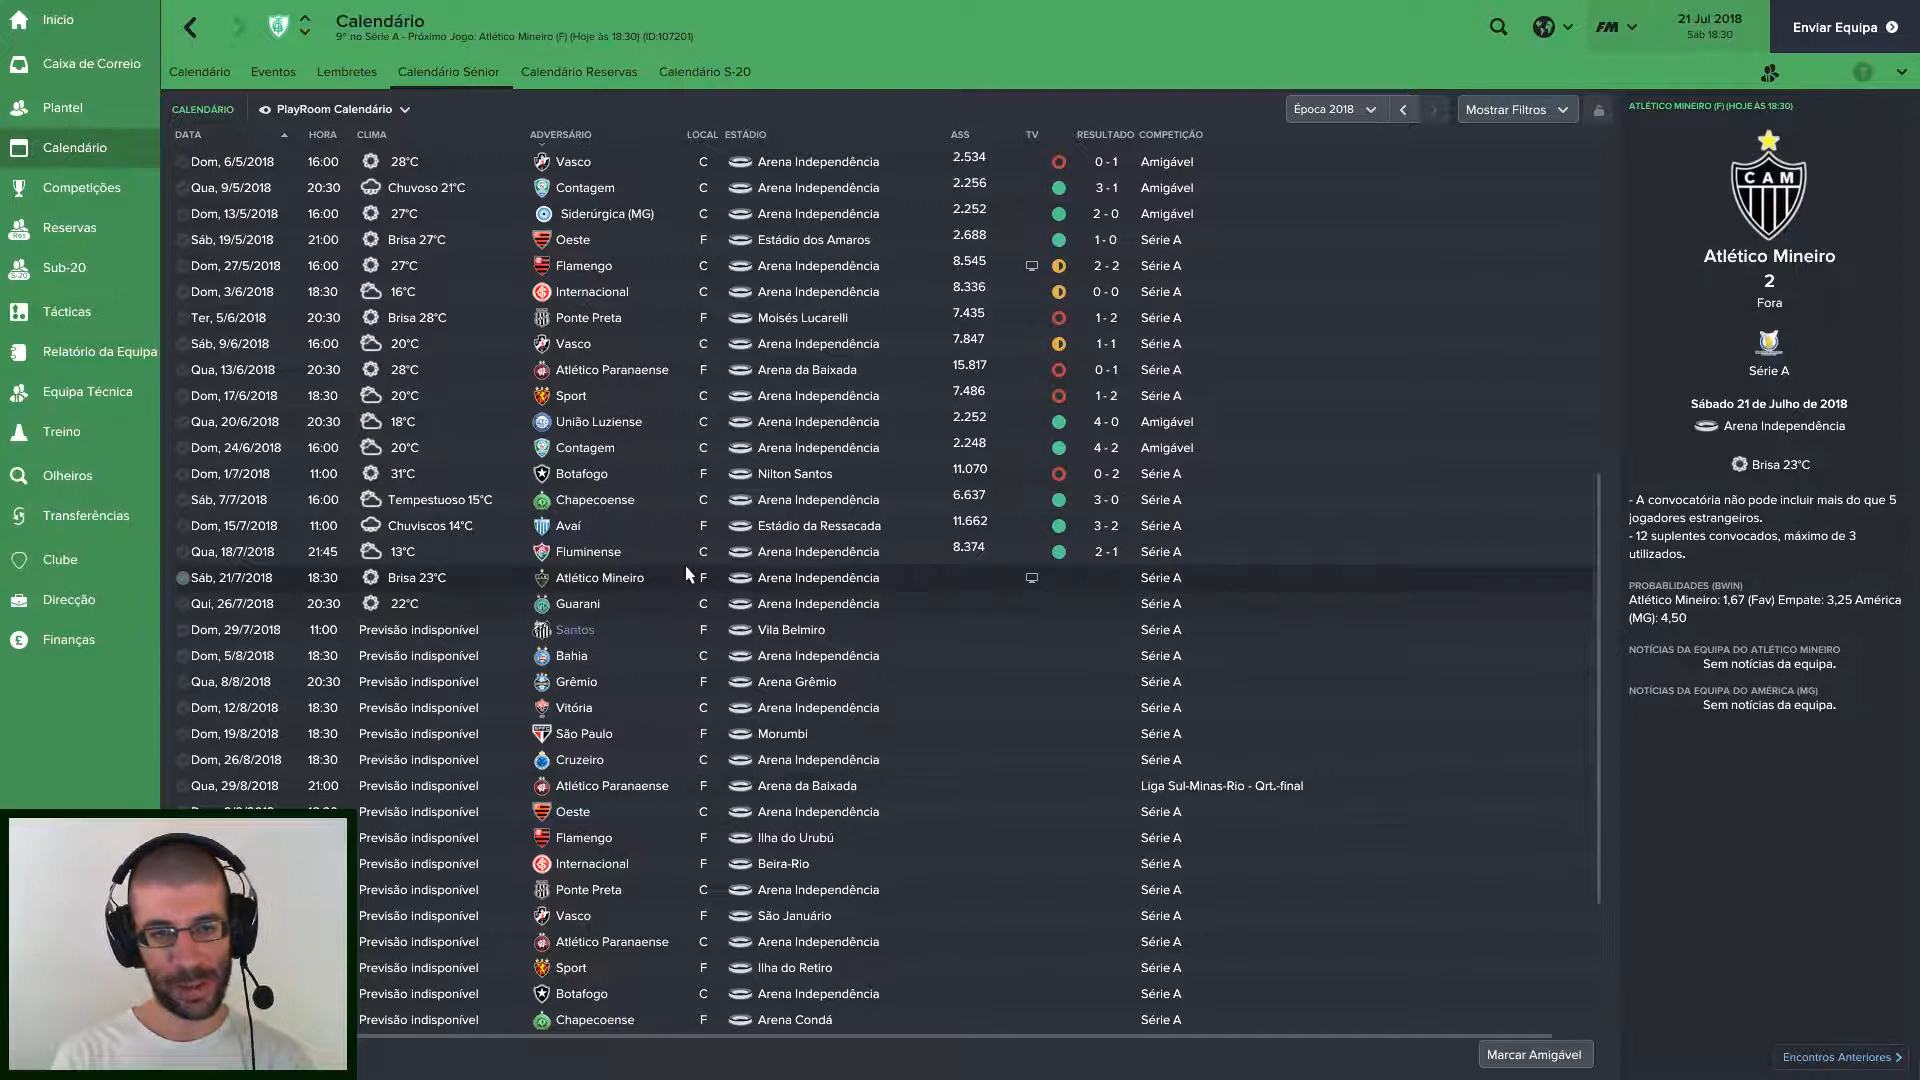 Inicio
Caixa de Correio
Plantel
Calendário
Competições
Reservas
Sub-20
Tácticas
Relatório da Equipa
Equipa Técnica
Treino
Olheiros
Transferências
Clube
Direcção
Finanças
Calendário
9º no Série A - Próximo Jogo: Atlético Mineiro (F) (Hoje às 18:30) (ID:107201)
FM
21 Jul 2018
Sáb 18:30
Enviar Equipa
Calendário Eventos Lembretes Calendário Sénior Calendário Reservas Calendário S-20
CALENDÁRIO PlayRoom Calendário Época 2018 Mostrar Filtros
DATA HORA CLIMA ADVERSÁRIO LOCAL ESTÁDIO ASS TV RESULTADO COMPETIÇÃO
Dom, 6/5/2018 16:00 28°C Vasco C Arena Independência 2.534 0 - 1 Amigável
Qua, 9/5/2018 20:30 Chuvoso 21°C Contagem C Arena Independência 2.256 3 - 1 Amigável
Dom, 13/5/2018 16:00 27°C Siderúrgica (MG) C Arena Independência 2.252 2 - 0 Amigável
Sáb, 19/5/2018 21:00 Brisa 27°C Oeste F Estádio dos Amaros 2.688 1 - 0 Série A
Dom, 27/5/2018 16:00 27°C Flamengo C Arena Independência 8.545 2 - 2 Série A
Dom, 3/6/2018 18:30 16°C Internacional C Arena Independência 8.336 0 - 0 Série A
Ter, 5/6/2018 20:30 Brisa 28°C Ponte Preta F Moisés Lucarelli 7.435 1 - 2 Série A
Sáb, 9/6/2018 16:00 20°C Vasco C Arena Independência 7.847 1 - 1 Série A
Qua, 13/6/2018 20:30 28°C Atlético Paranaense F Arena da Baixada 15.817 0 - 1 Série A
Dom, 17/6/2018 18:30 20°C Sport C Arena Independência 7.486 1 - 2 Série A
Qua, 20/6/2018 20:30 18°C União Luziense C Arena Independência 2.252 4 - 0 Amigável
Dom, 24/6/2018 16:00 20°C Contagem C Arena Independência 2.248 4 - 2 Amigável
Dom, 1/7/2018 11:00 31°C Botafogo F Nilton Santos 11.070 0 - 2 Série A
Sáb, 7/7/2018 16:00 Tempestuoso 15°C Chapecoense C Arena Independência 6.637 3 - 0 Série A
Dom, 15/7/2018 11:00 Chuviscos 14°C Avaí F Estádio da Ressacada 11.662 3 - 2 Série A
Qua, 18/7/2018 21:45 13°C Fluminense C Arena Independência 8.374 2 - 1 Série A
Sáb, 21/7/2018 18:30 Brisa 23°C Atlético Mineiro F Arena Independência Série A
Qui, 26/7/2018 20:30 22°C Guarani C Arena Independência Série A
Dom, 29/7/2018 11:00 Previsão indisponível Santos F Vila Belmiro Série A
Dom, 5/8/2018 18:30 Previsão indisponível Bahia C Arena Independência Série A
Qua, 8/8/2018 20:30 Previsão indisponível Grêmio F Arena Grêmio Série A
Dom, 12/8/2018 18:30 Previsão indisponível Vitória C Arena Independência Série A
Dom, 19/8/2018 18:30 Previsão indisponível São Paulo F Morumbi Série A
Dom, 26/8/2018 18:30 Previsão indisponível Cruzeiro C Arena Independência Série A
Qua, 29/8/2018 21:00 Previsão indisponível Atlético Paranaense F Arena da Baixada Liga Sul-Minas-Rio - Qrt.-final
Previsão indisponível Oeste C Arena Independência Série A
Previsão indisponível Flamengo F Ilha do Urubú Série A
Previsão indisponível Internacional F Beira-Rio Série A
Previsão indisponível Ponte Preta C Arena Independência Série A
Previsão indisponível Vasco F São Januário Série A
Previsão indisponível Atlético Paranaense C Arena Independência Série A
Previsão indisponível Sport F Ilha do Retiro Série A
Previsão indisponível Botafogo C Arena Independência Série A
Previsão indisponível Chapecoense F Arena Condá Série A
Marcar Amigável
ATLÉTICO MINEIRO (F) (HOJE ÀS 18:30)
CAM
Atlético Mineiro
2
Fora
Série A
Sábado 21 de Julho de 2018
Arena Independência
Brisa 23°C
- A convocatória não pode incluir mais do que 5
jogadores estrangeiros.
- 12 suplentes convocados, máximo de 3
utilizados.
PROBABLIDADES (BWIN)
Atlético Mineiro: 1,67 (Fav) Empate: 3,25 América
(MG): 4,50
NOTÍCIAS DA EQUIPA DO ATLÉTICO MINEIRO
Sem notícias da equipa.
NOTÍCIAS DA EQUIPA DO AMÉRICA (MG)
Sem notícias da equipa.
Encontros Anteriores